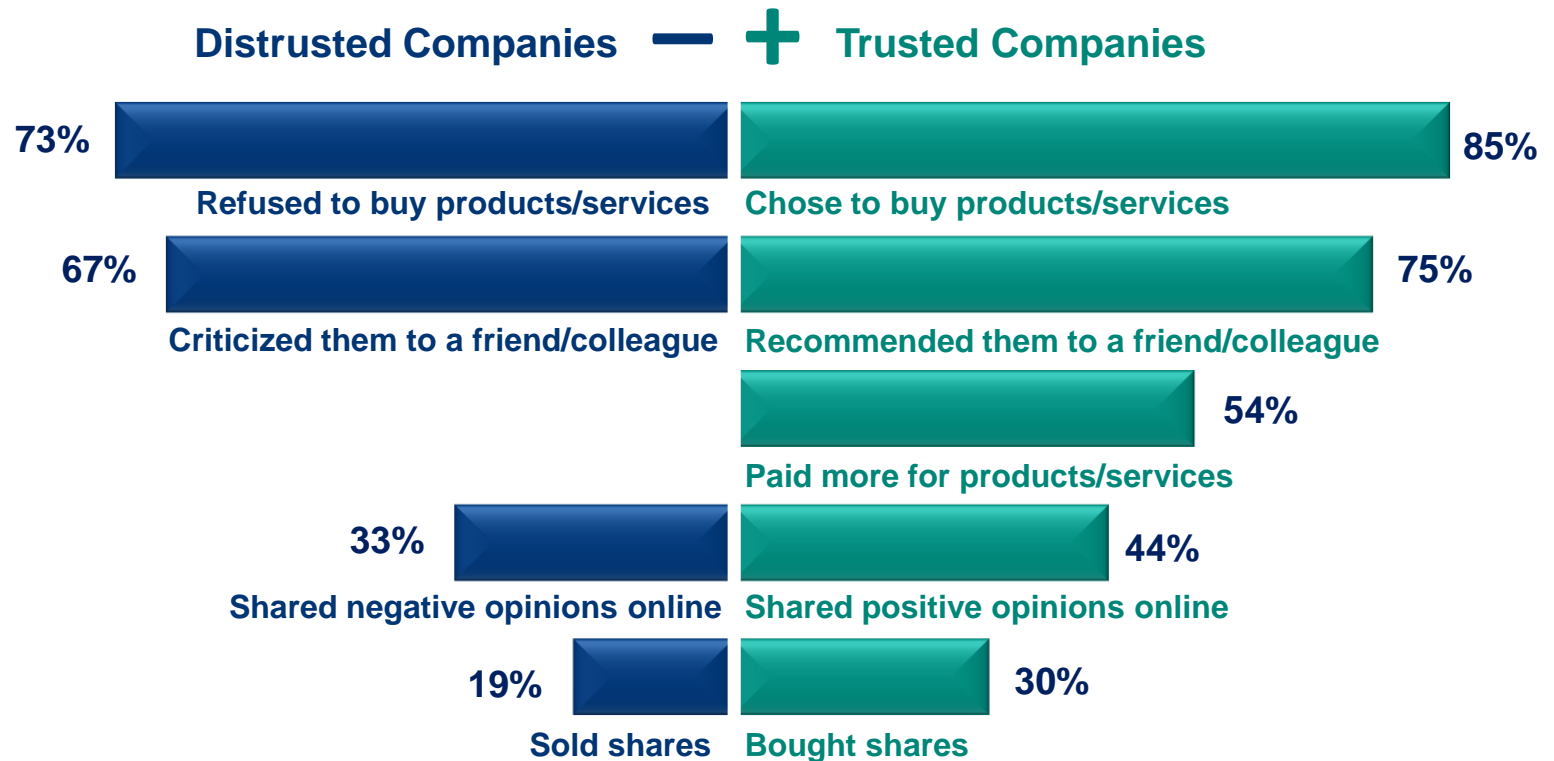 Distrusted Companies — + Trusted Companies
73% 85%
Refused to buy products/services Chose to buy products/services
67% 75%
Criticized them to a friend/colleague Recommended them to a friend/colleague
54%
Paid more for products/services
33% 44%
Shared negative opinions online Shared positive opinions online
19% 30%
Sold shares Bought shares